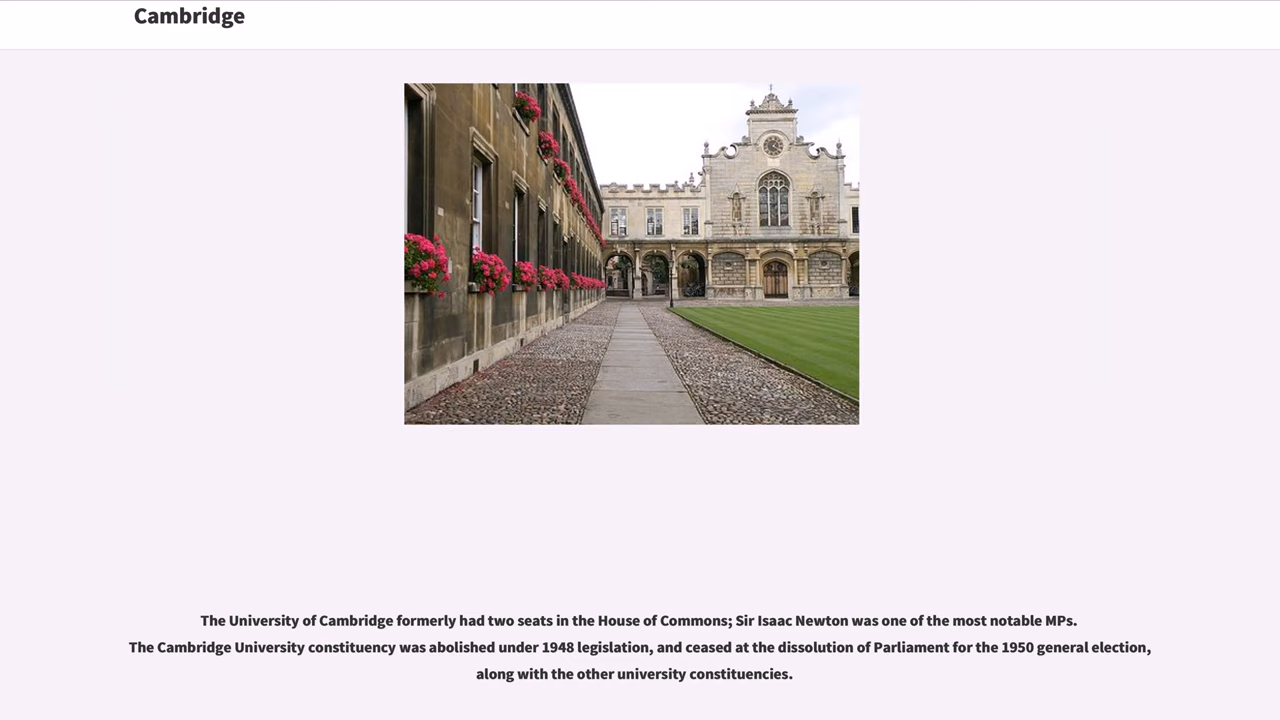 Cambridge
The University of Cambridge formerly had two seats in the House of Commons; Sir Isaac Newton was one of the most notable MPs.
The Cambridge University constituency was abolished under 1948 legislation, and ceased at the dissolution of Parliament for the 1950 general election,
along with the other university constituencies.